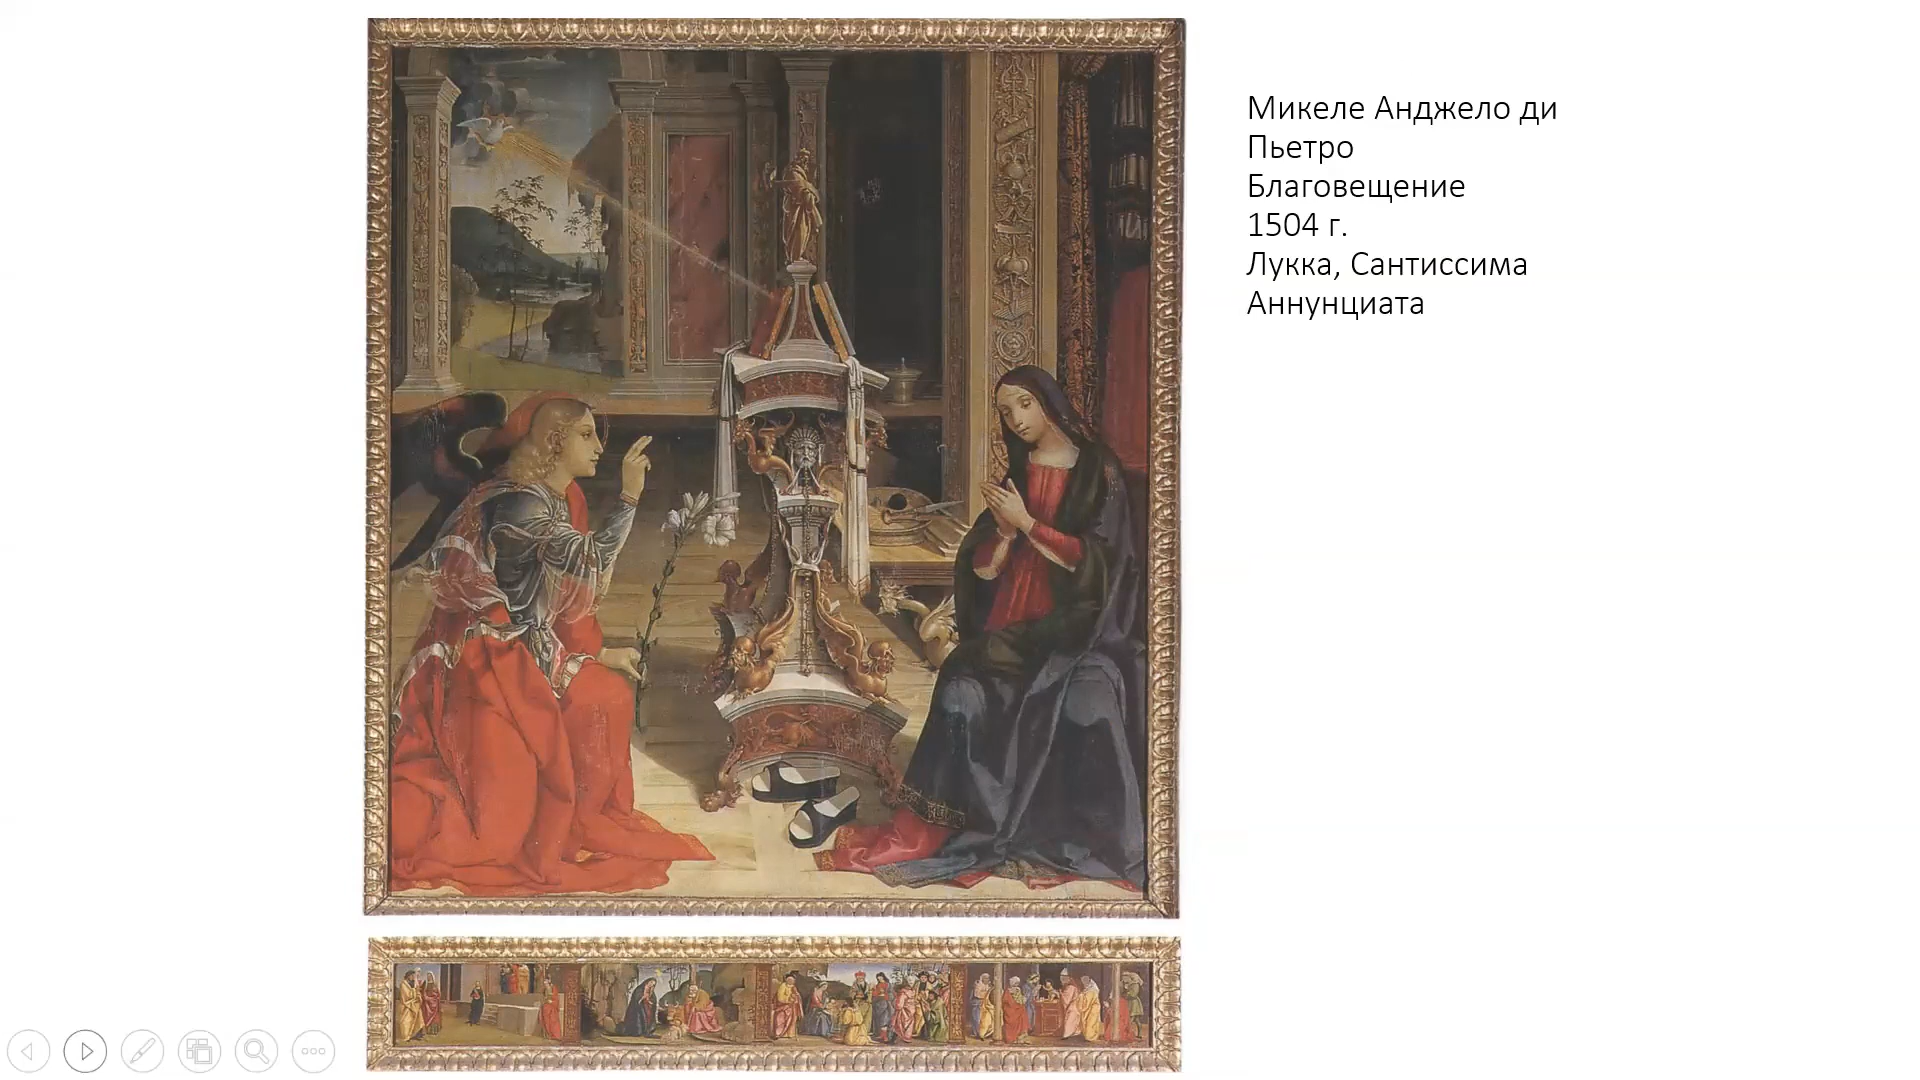 Микеле Анджело ди
Пьетро
Благовещение
1504 г.
Лукка, Сантиссима
Аннунциата